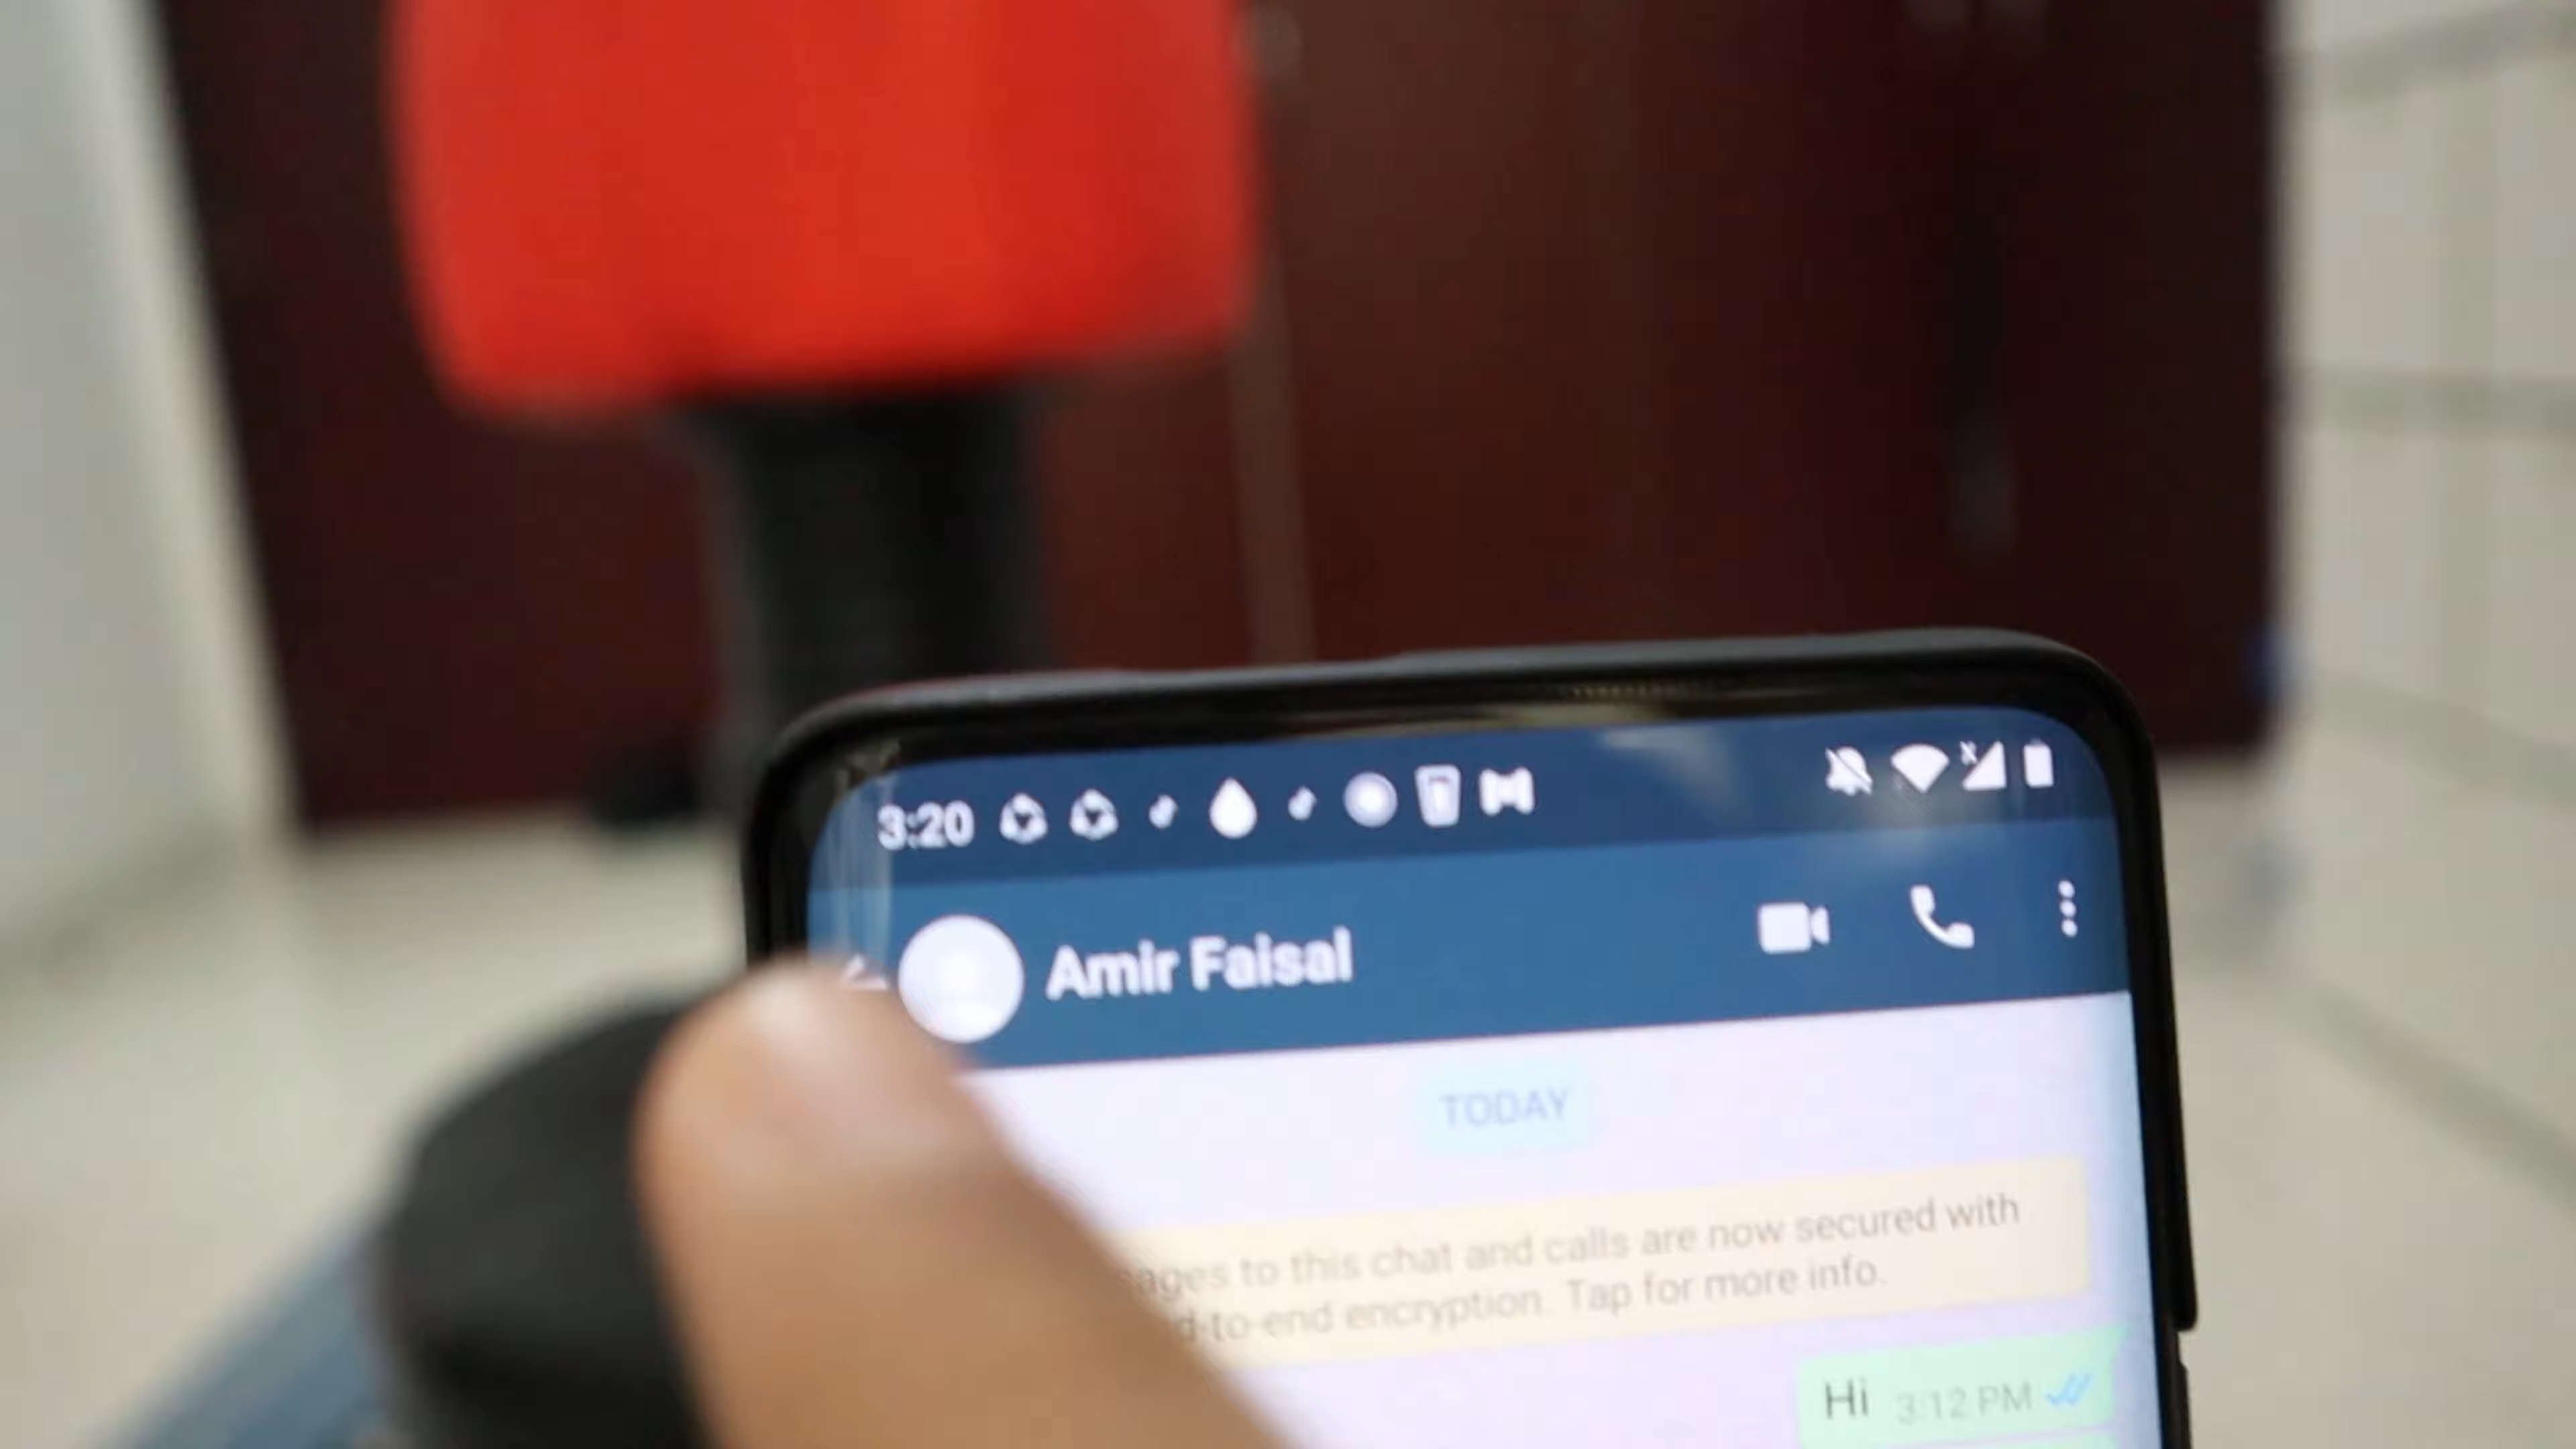 3:20
Amir Faisal
TODAY
ages to this chat and calls are now secured with
d-to-end encryption. Tap for more info.
Hi 3:12 PM